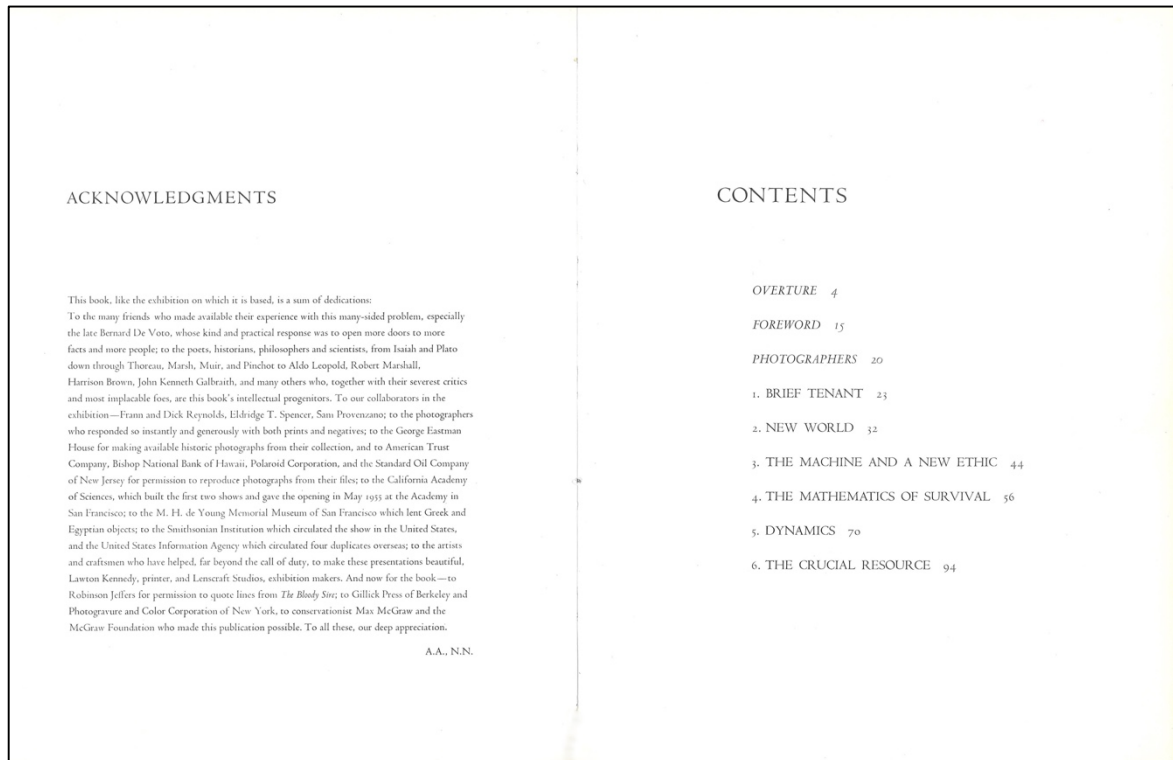 ACKNOWLEDGMENTS
This book, like the exhibition on which it is based, is a sum of dedications:
To the many friends who made available their experience with this many-sided problem, especially
the late Bernard De Voto, whose kind and practical response was to open more doors to more
facts and more people; to the poets, historians, philosophers and scientists, from Isaiah and Plato
down through Thoreau, Marsh, Muir, and Pinchot to Aldo Leopold, Robert Marshall,
Harrison Brown, John Kenneth Galbraith, and many others who, together with their severest critics
and most implacable foes, are this book's intellectual progenitors. To our collaborators in the
exhibition—Frann and Dick Reynolds, Eldridge T. Spencer, Sam Provenzano; to the photographers
who responded so instantly and generously with both prints and negatives; to the George Eastman
House for making available historic photographs from their collection, and to American Trust
Company, Bishop National Bank of Hawaii, Polaroid Corporation, and the Standard Oil Company
of New Jersey for permission to reproduce photographs from their files; to the California Academy
of Sciences, which built the first two shows and gave the opening in May 1955 at the Academy in
San Francisco; to the M. H. de Young Memorial Museum of San Francisco which lent Greek and
Egyptian objects; to the Smithsonian Institution which circulated the show in the United States,
and the United States Information Agency which circulated four duplicates overseas; to the artists
and craftsmen who have helped, far beyond the call of duty, to make these presentations beautiful,
Lawton Kennedy, printer, and Lenscraft Studios, exhibition makers. And now for the book—to
Robinson Jeffers for permission to quote lines from The Bloody Sire; to Gillick Press of Berkeley and
Photogravure and Color Corporation of New York, to conservationist Max McGraw and the
McGraw Foundation who made this publication possible. To all these, our deep appreciation.
A.A., N.N.
CONTENTS
OVERTURE 4
FOREWORD 15
PHOTOGRAPHERS 20
1. BRIEF TENANT 23
2. NEW WORLD 32
3. THE MACHINE AND A NEW ETHIC 44
4. THE MATHEMATICS OF SURVIVAL 56
5. DYNAMICS 70
6. THE CRUCIAL RESOURCE 94